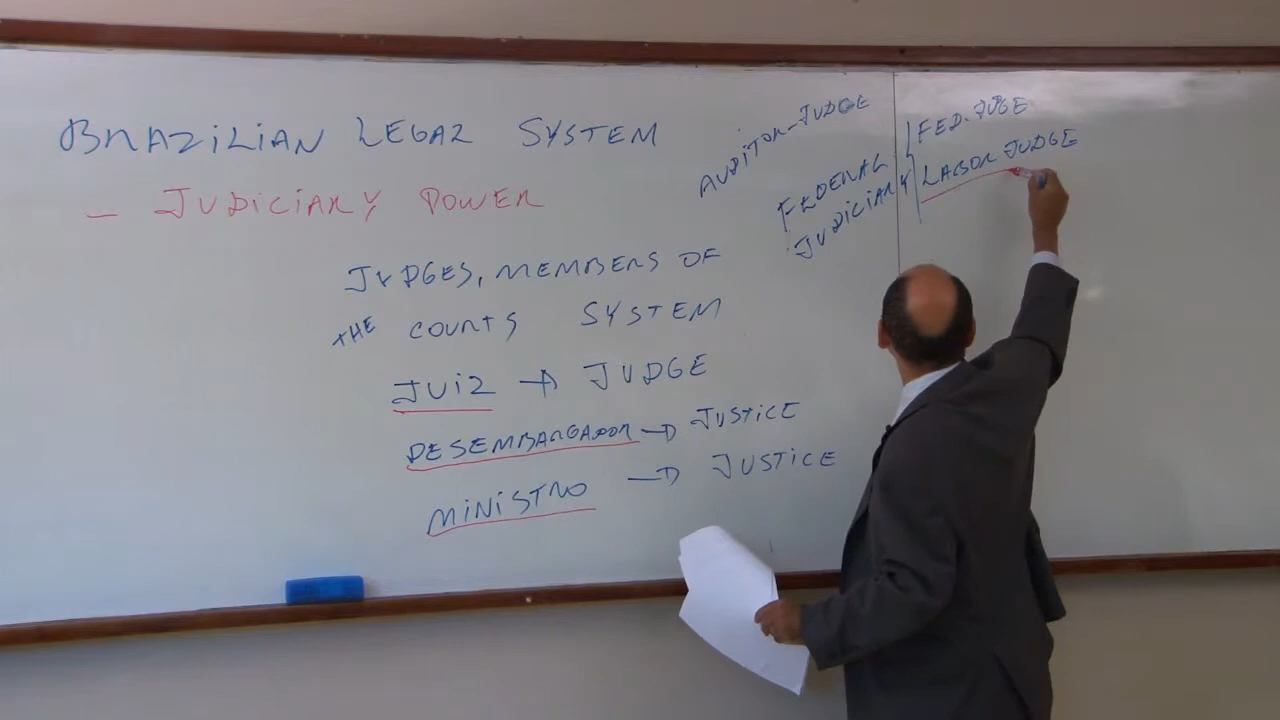 BRAZILIAN LEGAL SYSTEM
- JUDICIARY POWER
JUDGES, MEMBERS OF
THE COURTS SYSTEM
JUIZ → JUDGE
DESEMBARGADOR → JUSTICE
MINISTRO → JUSTICE
AUDITOR-JUDGE
FEDERAL
JUDICIARY
FED. JUGE
LABOR JUDGE